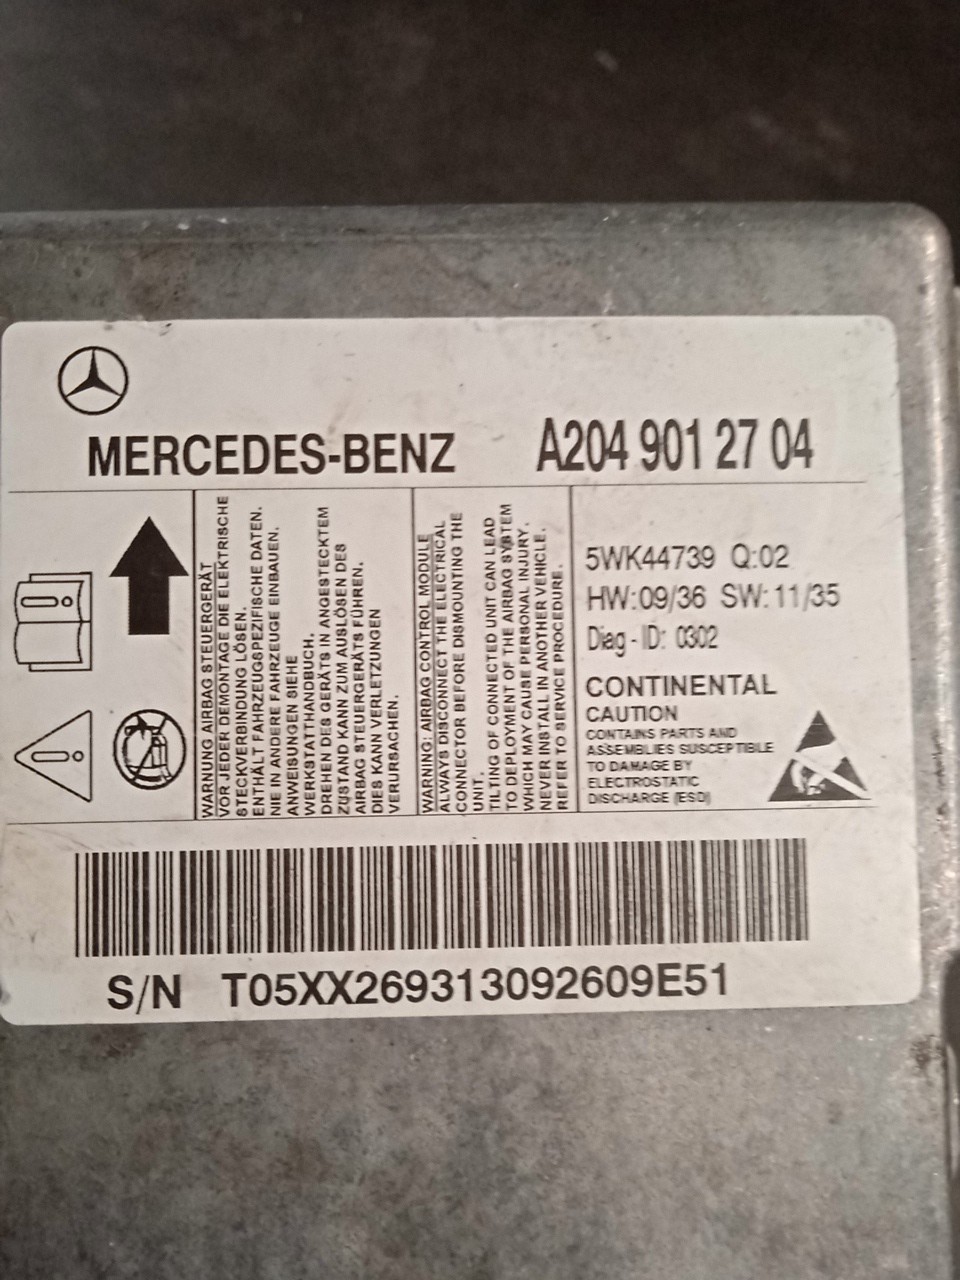 MERCEDES-BENZ
A204 901 27 04
WARNUNG AIRBAG STEUERGERÄT
VOR JEDER DEMONTAGE DIE ELEKTRISCHE
STECKVERBINDUNG LÖSEN.
ENTHÄLT FAHRZEUGSPEZIFISCHE DATEN.
NIE IN ANDERE FAHRZEUGE EINBAUEN.
ANWEISUNGEN SIEHE
WERKSTATTHANDBUCH.
DREHEN DES GERÄTS IN ANGESTECKTEM
ZUSTAND KANN ZUM AUSLÖSEN DES
AIRBAG STEUERGERÄTS FÜHREN.
DIES KANN VERLETZUNGEN
VERURSACHEN.
WARNING: AIRBAG CONTROL MODULE
ALWAYS DISCONNECT THE ELECTRICAL
CONNECTOR BEFORE DISMOUNTING THE
UNIT.
TILTING OF CONNECTED UNIT CAN LEAD
TO DEPLOYMENT OF THE AIRBAG SYSTEM
WHICH MAY CAUSE PERSONAL INJURY.
NEVER INSTALL IN ANOTHER VEHICLE.
REFER TO SERVICE PROCEDURE.
5WK44739 Q:02
HW:09/36 SW:11/35
Diag-ID: 0302
CONTINENTAL
CAUTION
CONTAINS PARTS AND
ASSEMBLIES SUSCEPTIBLE
TO DAMAGE BY
ELECTROSTATIC
DISCHARGE (ESD)
S/N T05XX269313092609E51